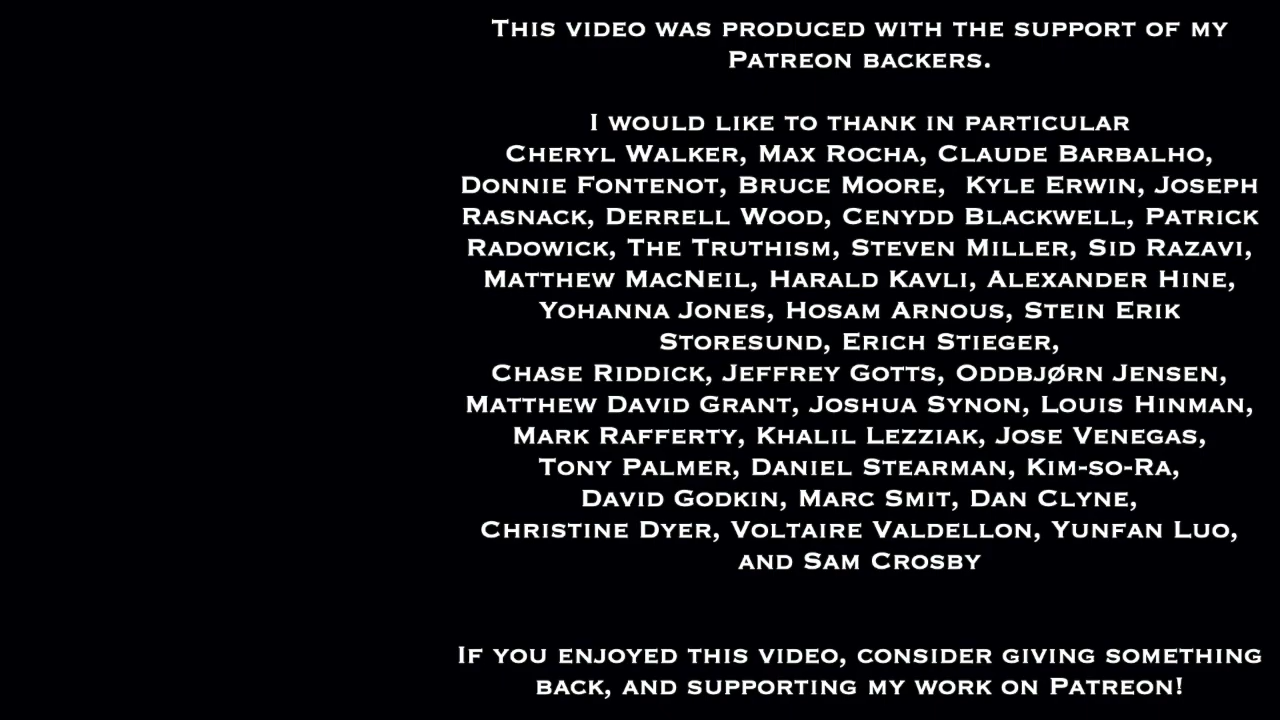 This video was produced with the support of my
Patreon backers.
I would like to thank in particular
Cheryl Walker, Max Rocha, Claude Barbalho,
Donnie Fontenot, Bruce Moore,  Kyle Erwin, Joseph
Rasnack, Derrell Wood, Cenydd Blackwell, Patrick
Radowick, The Truthism, Steven Miller, Sid Razavi,
Matthew MacNeil, Harald Kavli, Alexander Hine,
Yohanna Jones, Hosam Arnous, Stein Erik
Storesund, Erich Stieger,
Chase Riddick, Jeffrey Gotts, Oddbjørn Jensen,
Matthew David Grant, Joshua Synon, Louis Hinman,
Mark Rafferty, Khalil Lezziak, Jose Venegas,
Tony Palmer, Daniel Stearman, Kim-so-Ra,
David Godkin, Marc Smit, Dan Clyne,
Christine Dyer, Voltaire Valdellon, Yunfan Luo,
and Sam Crosby
If you enjoyed this video, consider giving something
back, and supporting my work on Patreon!